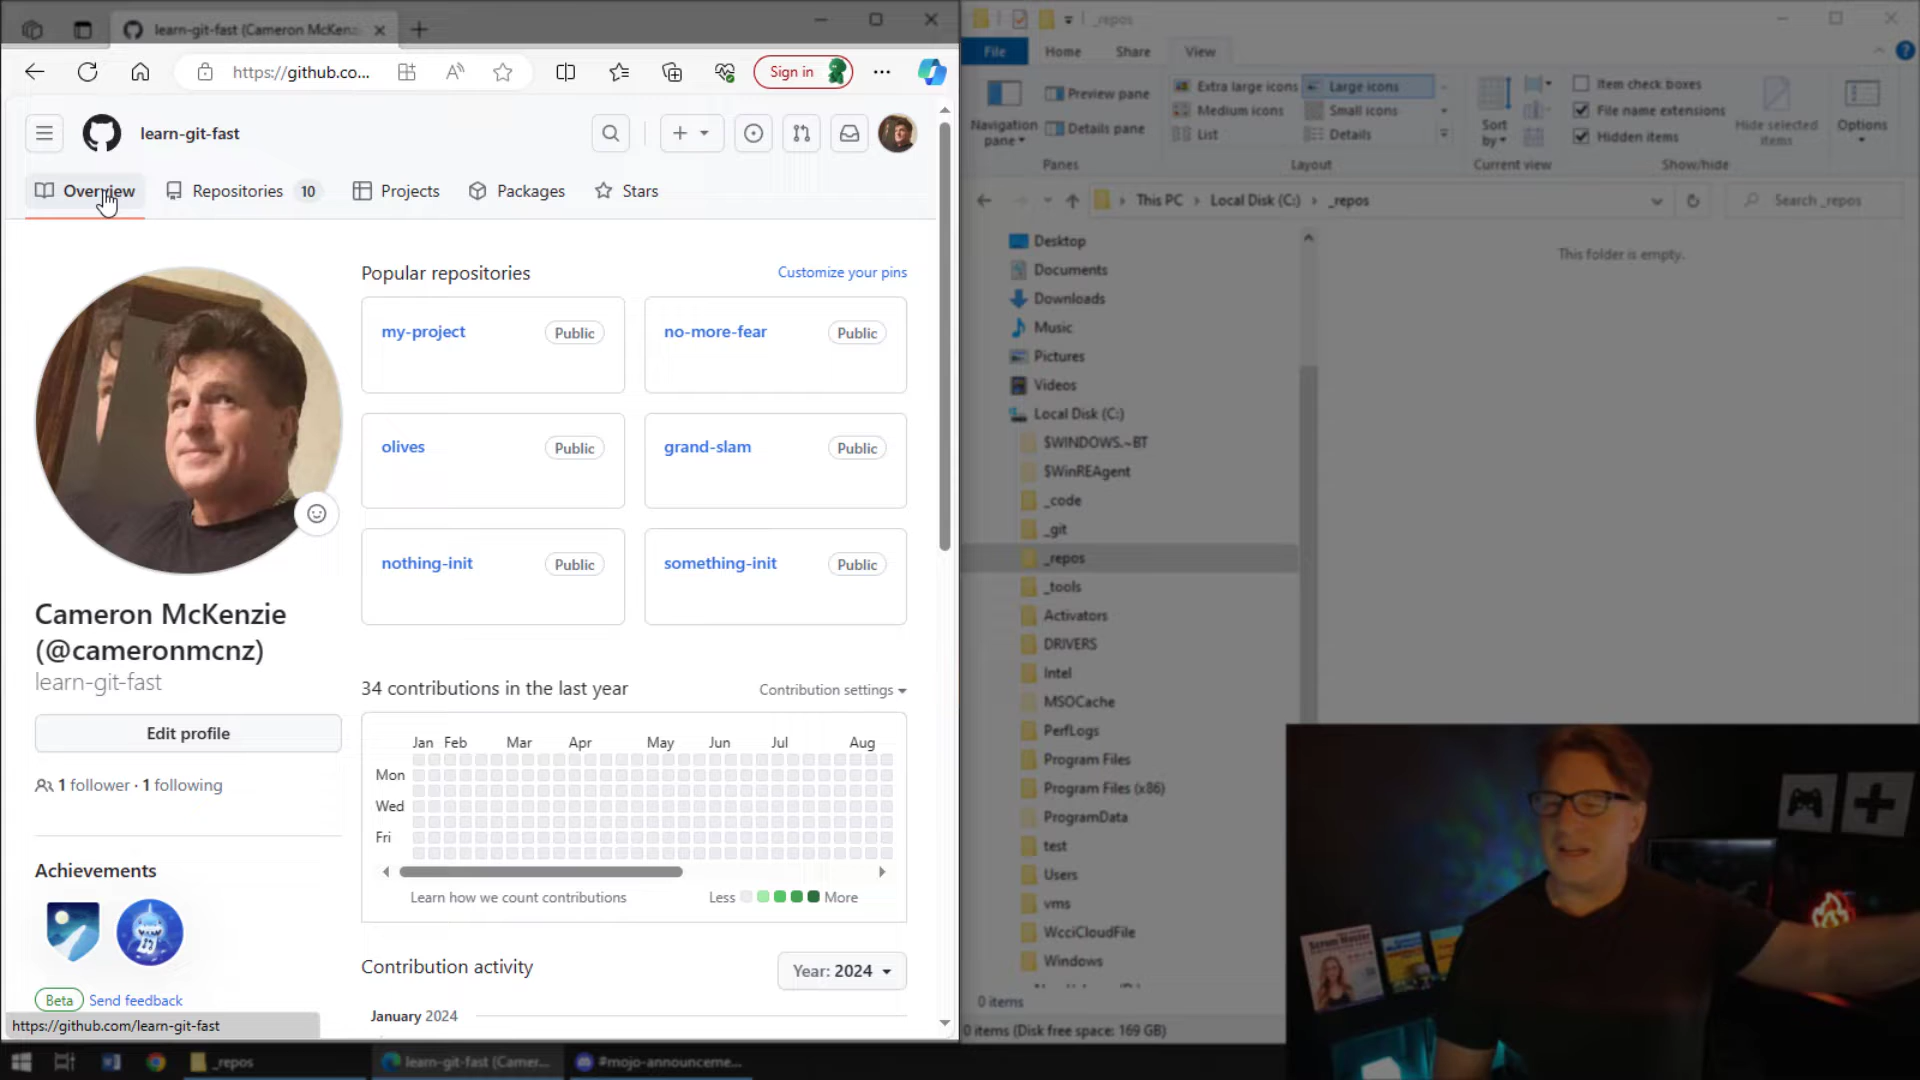 learn-git-fast (Cameron McKenz
https://github.co...
Sign in
learn-git-fast
Overview
Repositories 10
Projects
Packages
Stars
Popular repositories
Customize your pins
my-project Public
no-more-fear Public
olives Public
grand-slam Public
nothing-init Public
something-init Public
Cameron McKenzie
(@cameronmcnz)
learn-git-fast
Edit profile
1 follower · 1 following
Achievements
Beta Send feedback
34 contributions in the last year
Contribution settings
Jan Feb Mar Apr May Jun Jul Aug
Mon
Wed
Fri
Learn how we count contributions
Less More
Contribution activity
Year: 2024
January 2024
https://github.com/learn-git-fast
_repos
File Home Share View
Navigation pane
Preview pane
Details pane
Panes
Extra large icons
Large icons
Medium icons
Small icons
List
Details
Layout
Sort by
Current view
Item check boxes
File name extensions
Hidden items
Hide selected items
Show/hide
Options
This PC › Local Disk (C:) › _repos
Search _repos
This folder is empty.
Desktop
Documents
Downloads
Music
Pictures
Videos
Local Disk (C:)
$WINDOWS.~BT
$WinREAgent
_code
_git
_repos
_tools
Activators
DRIVERS
Intel
MSOCache
PerfLogs
Program Files
Program Files (x86)
ProgramData
test
Users
vms
WcciCloudFile
Windows
0 items
0 items (Disk free space: 169 GB)
Scrum Master
_repos
learn-git-fast (Camer...
#mojo-announceme...